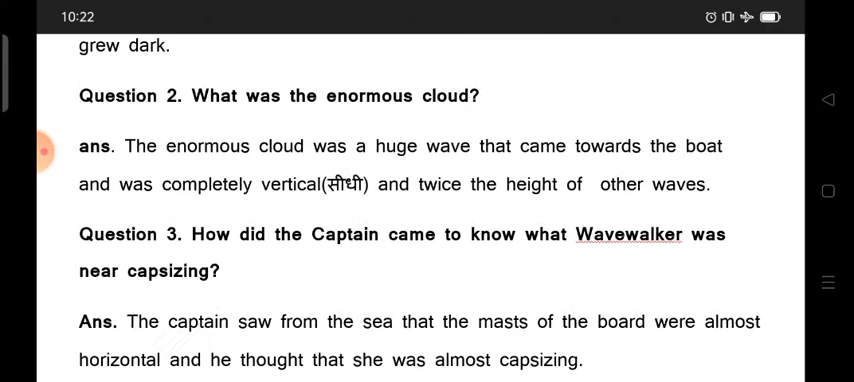 10:22
grew dark.
Question 2. What was the enormous cloud?
ans. The enormous cloud was a huge wave that came towards the boat
and was completely vertical(सीधी) and twice the height of other waves.
Question 3. How did the Captain came to know what Wavewalker was
near capsizing?
Ans. The captain saw from the sea that the masts of the board were almost
horizontal and he thought that she was almost capsizing.